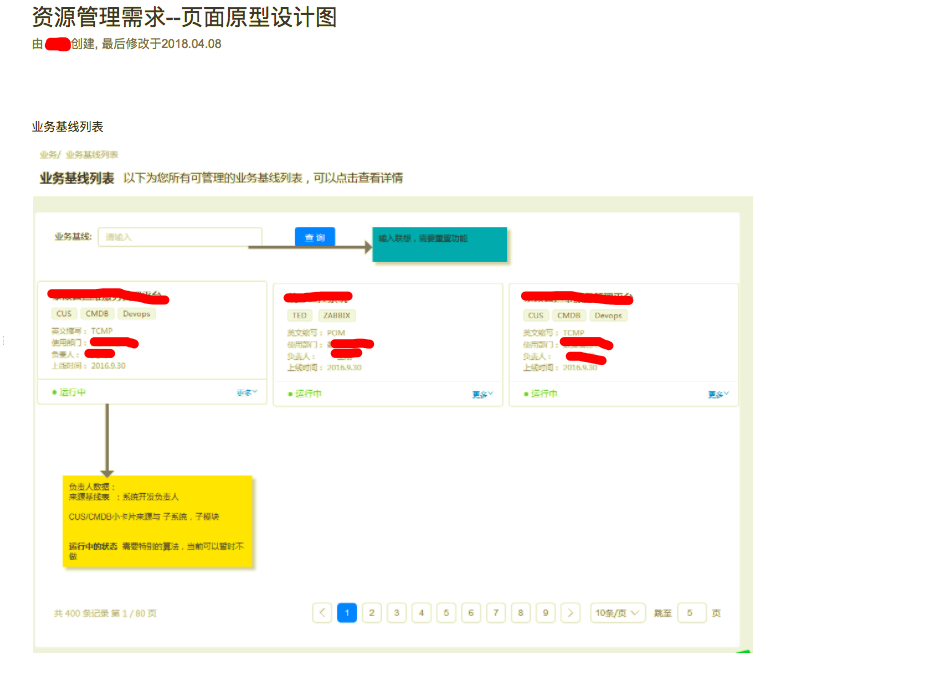 资源管理需求--页面原型设计图
由 创建, 最后修改于2018.04.08
业务基线列表
业务/ 业务基线列表
业务基线列表 以下为您所有可管理的业务基线列表，可以点击查看详情
业务基线: 请输入 查 询 输入联想，需要重置功能
CUS CMDB Devops
英文缩写： TCMP
使用部门：
负责人：
上线时间： 2016.9.30
运行中 更多
TEO ZABBIX
英文缩写： POM
使用部门：
负责人：
上线时间： 2016.9.30
运行中 更多
CUS CMDB Devops
英文缩写： TCMP
使用部门：
负责人：
上线时间： 2016.9.30
运行中 更多
负责人数据：
来源基线表 ：系统开发负责人
CUS/CMDB小卡片来源与 子系统，子模块
运行中的状态 需要特别的算法，当前可以暂时不
做
共 400 条记录 第 1 / 80 页 1 2 3 4 5 6 7 8 9 10条/页 跳至 5 页